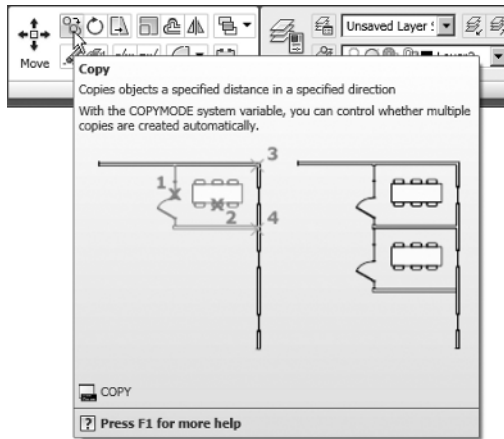 Move
Unsaved Layer S
Copy
Copies objects a specified distance in a specified direction
With the COPYMODE system variable, you can control whether multiple
copies are created automatically.
3
1
2
4
COPY
? Press F1 for more help